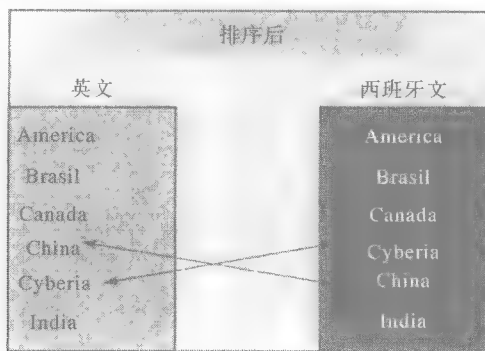 排序后
英文
西班牙文
America
Brasil
Canada
China
Cyberia
India
America
Brasil
Canada
Cyberia
China
India